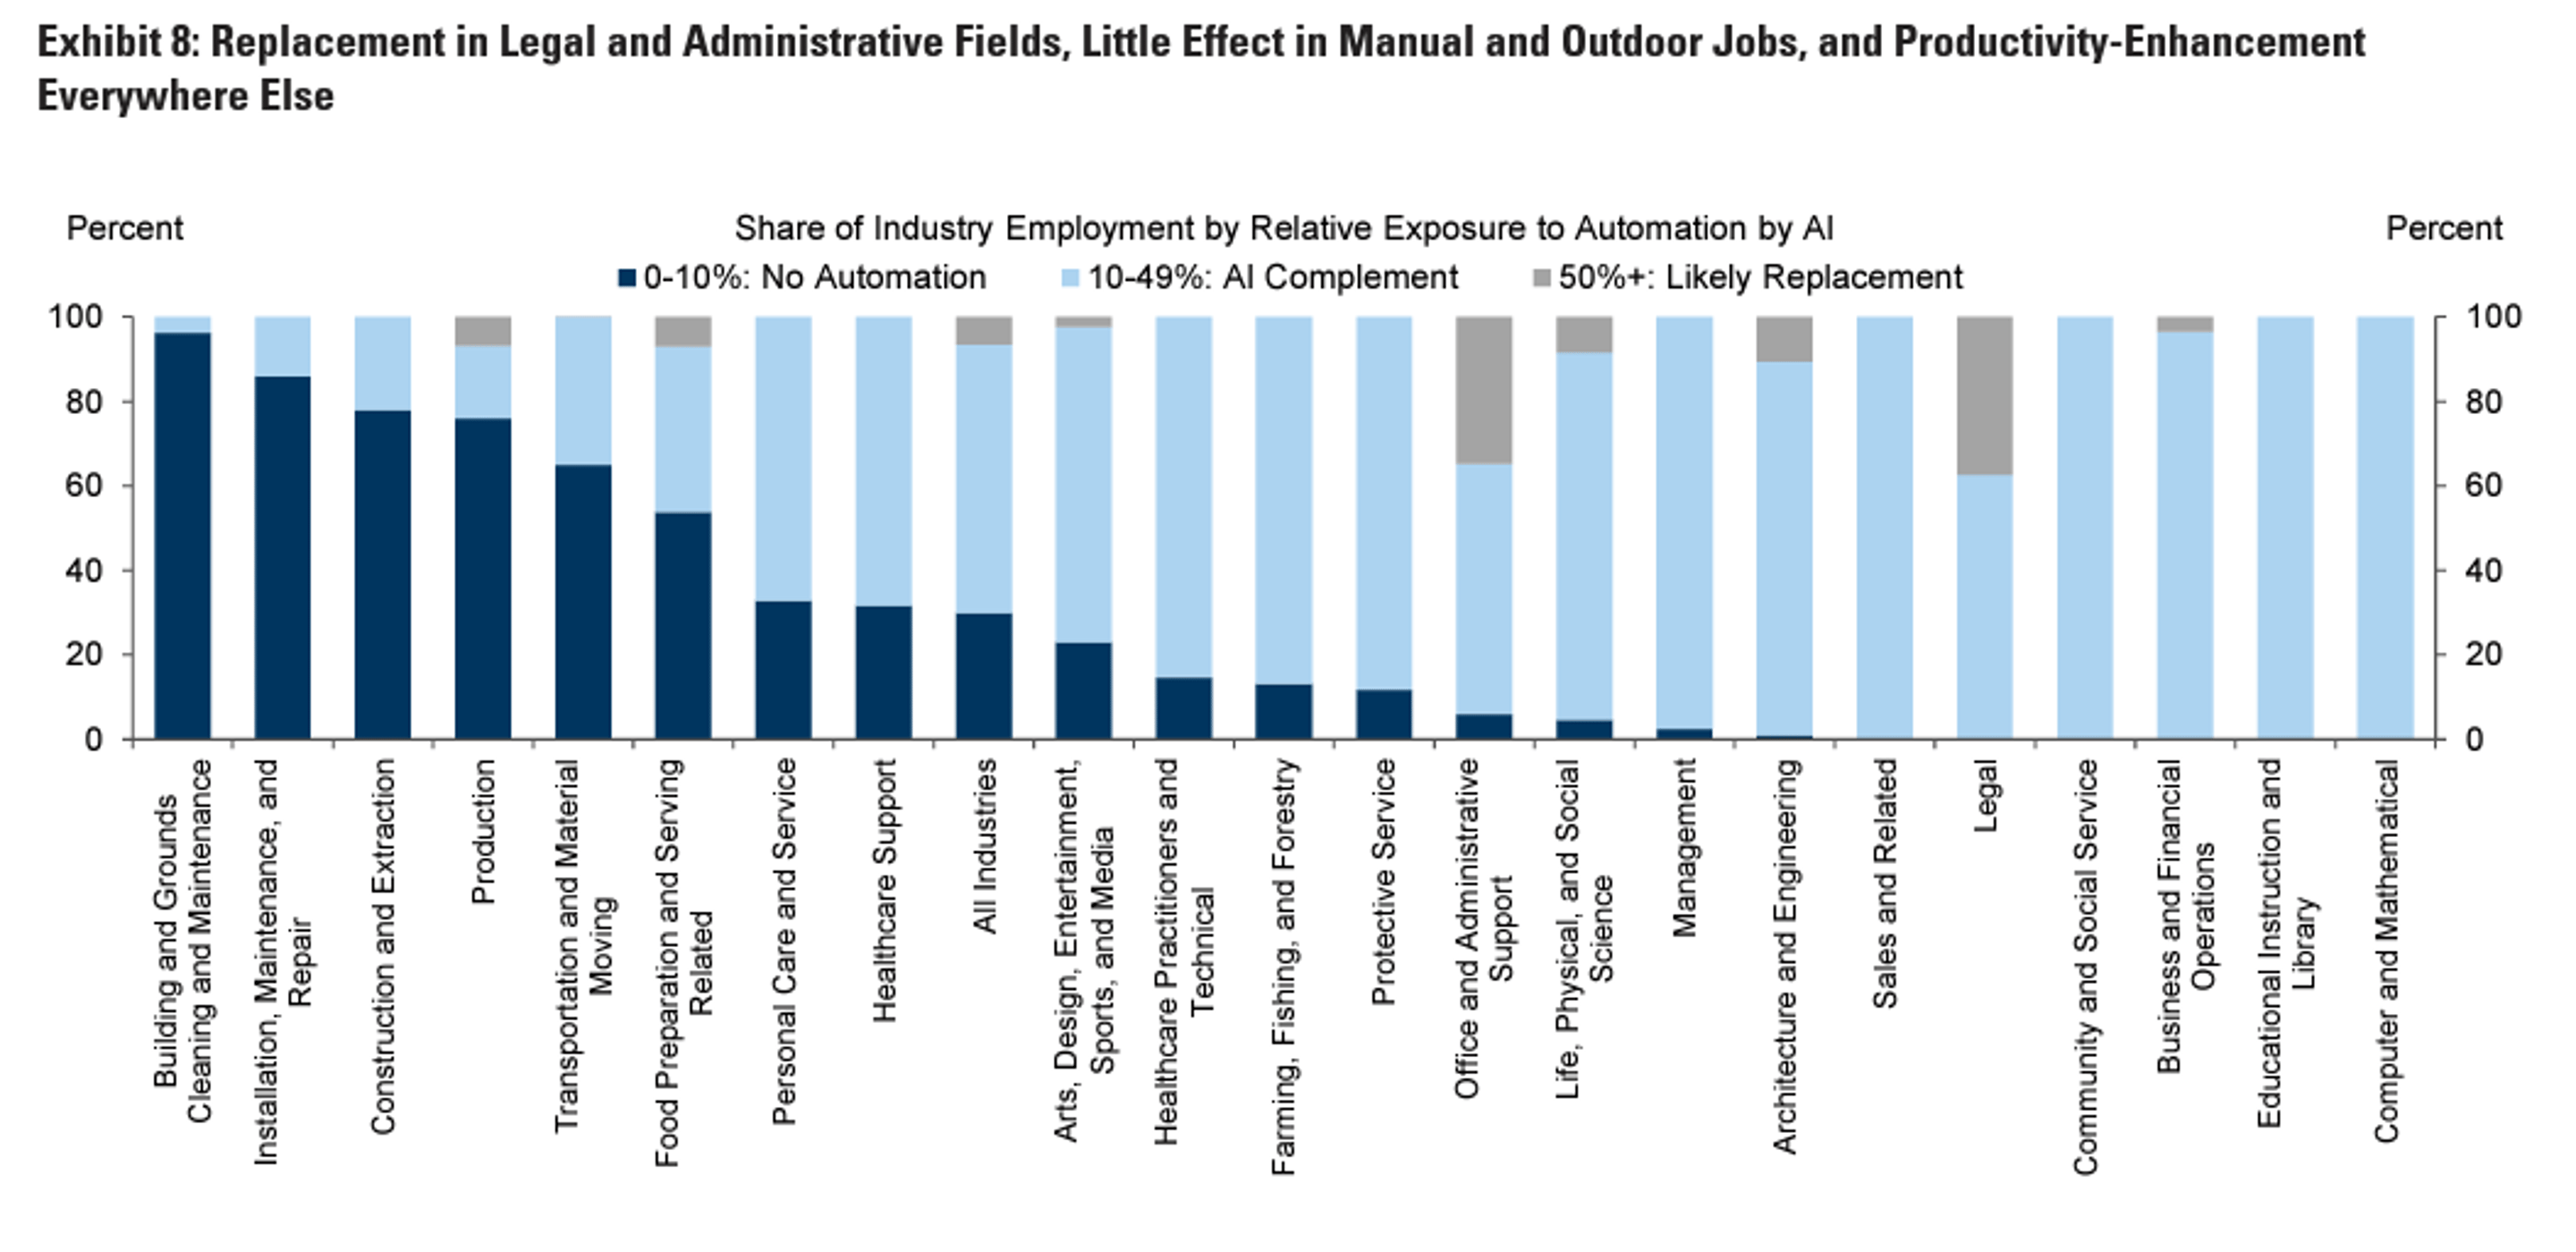 Exhibit 8: Replacement in Legal and Administrative Fields, Little Effect in Manual and Outdoor Jobs, and Productivity-Enhancement
Everywhere Else
Percent
Share of Industry Employment by Relative Exposure to Automation by AI
Percent
0-10%: No Automation
10-49%: AI Complement
50%+: Likely Replacement
100
80
60
40
20
0
100
80
60
40
20
0
Building and Grounds
Cleaning and Maintenance
Installation, Maintenance, and
Repair
Construction and Extraction
Production
Transportation and Material
Moving
Food Preparation and Serving
Related
Personal Care and Service
Healthcare Support
All Industries
Arts, Design, Entertainment,
Sports, and Media
Healthcare Practitioners and
Technical
Farming, Fishing, and Forestry
Protective Service
Office and Administrative
Support
Life, Physical, and Social
Science
Management
Architecture and Engineering
Sales and Related
Legal
Community and Social Service
Business and Financial
Operations
Educational Instruction and
Library
Computer and Mathematical